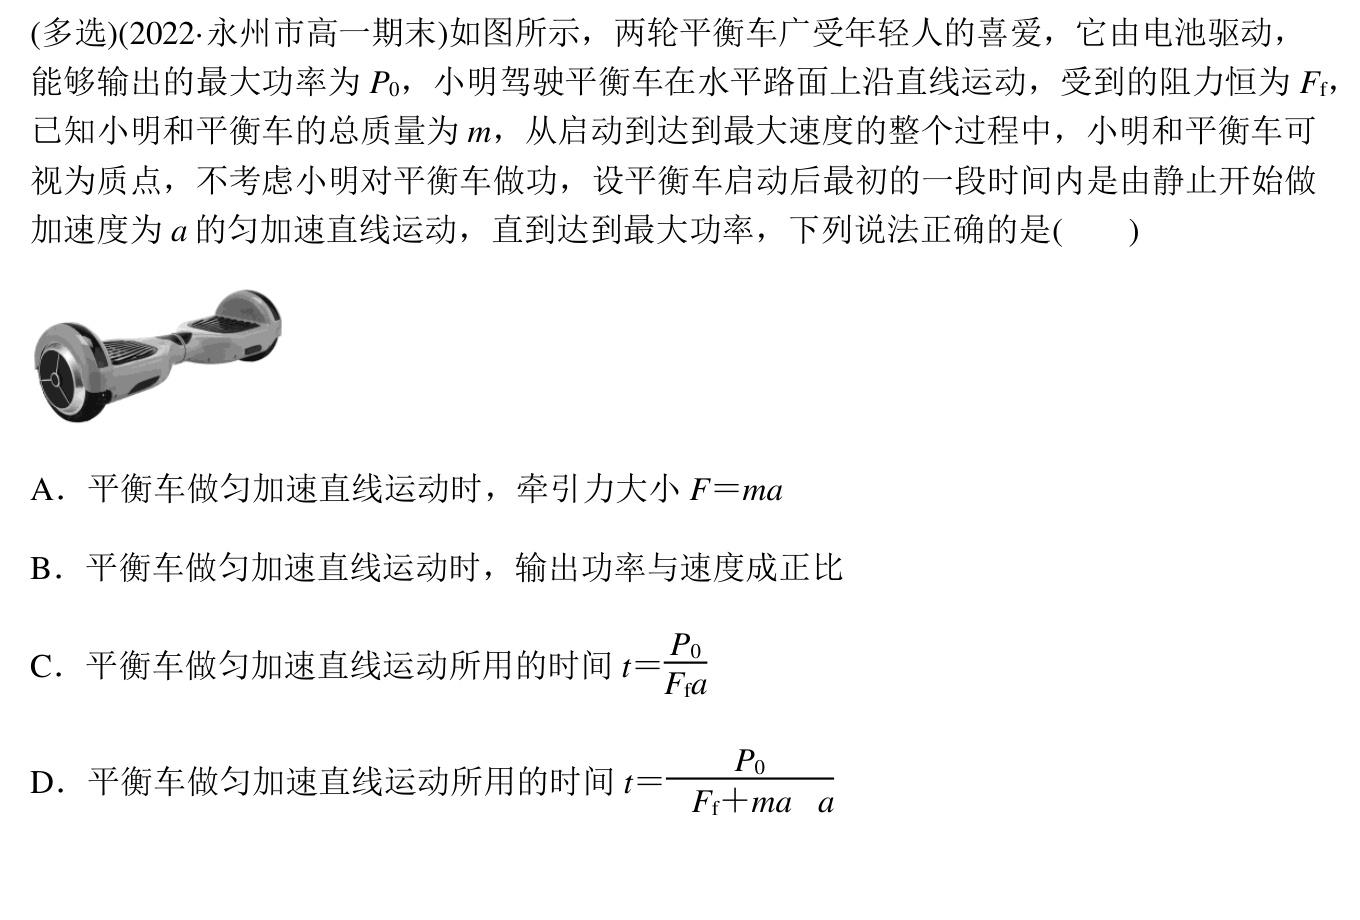 (多选)(2022·永州市高一期末)如图所示，两轮平衡车广受年轻人的喜爱，它由电池驱动，
能够输出的最大功率为P₀，小明驾驶平衡车在水平路面上沿直线运动，受到的阻力恒为F_f，
已知小明和平衡车的总质量为m，从启动到达到最大速度的整个过程中，小明和平衡车可
视为质点，不考虑小明对平衡车做功，设平衡车启动后最初的一段时间内是由静止开始做
加速度为a的匀加速直线运动，直到达到最大功率，下列说法正确的是(　　)
A．平衡车做匀加速直线运动时，牵引力大小F＝ma
B．平衡车做匀加速直线运动时，输出功率与速度成正比
C．平衡车做匀加速直线运动所用的时间t＝\frac{P_0}{F_f a}
D．平衡车做匀加速直线运动所用的时间t＝\frac{P_0}{F_f＋ma　a}